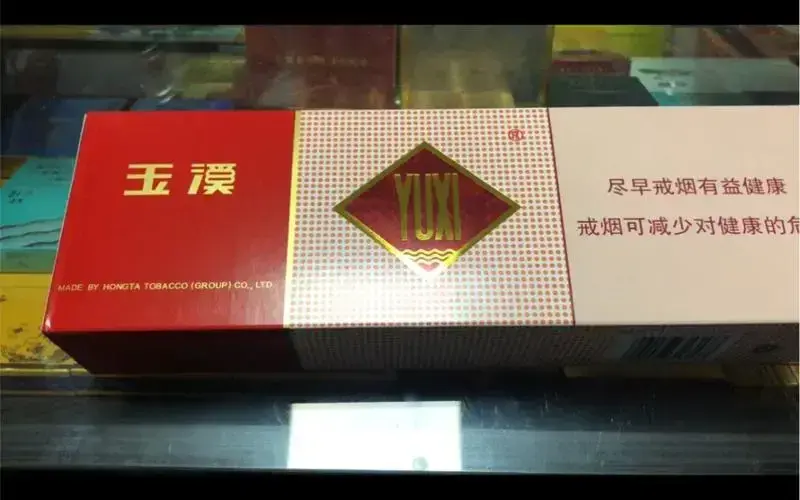 玉溪
MADE BY HONGTA TOBACCO (GROUP) CO., LTD
YUXI
®
尽早戒烟有益健康
戒烟可减少对健康的危